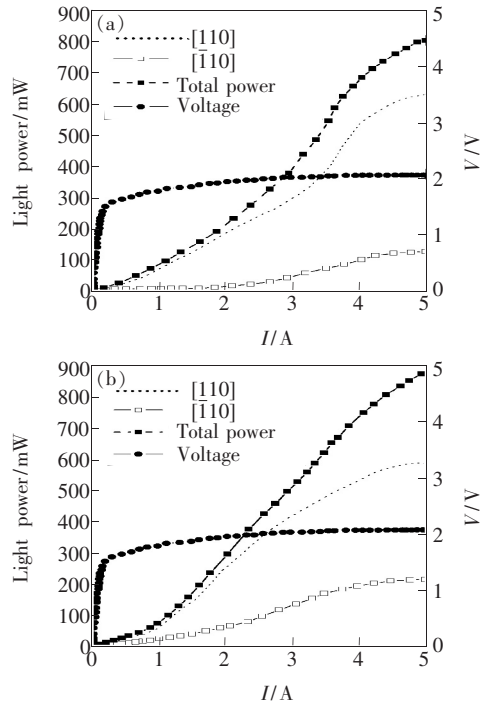 (a)
900
800
700
600
500
400
300
200
100
0
Light power/mW
[110]
[1̄10]
Total power
Voltage
5
4
3
2
1
0
V/V
0 1 2 3 4 5
I/A
(b)
900
800
700
600
500
400
300
200
100
0
Light power/mW
[110]
[1̄10]
Total power
Voltage
5
4
3
2
1
0
V/V
0 1 2 3 4 5
I/A